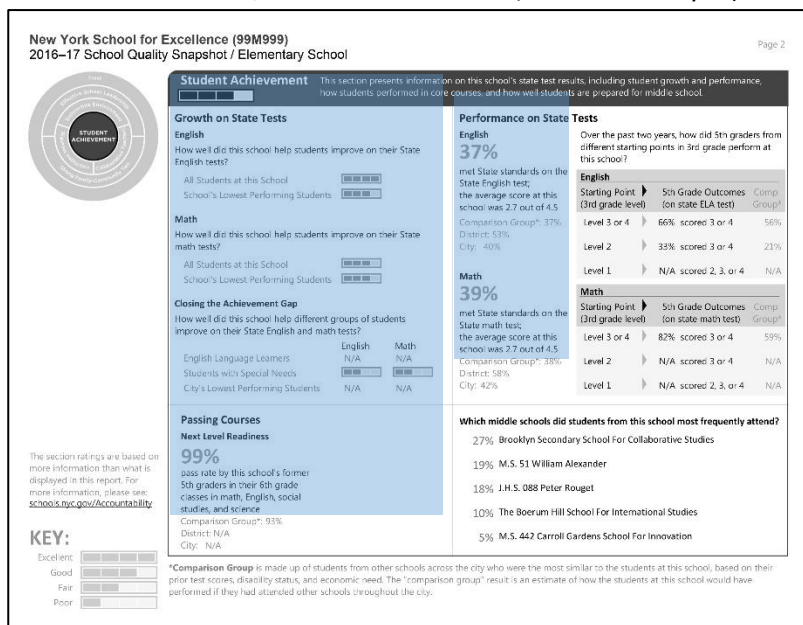 New York School for Excellence (99M999)
2016–17 School Quality Snapshot / Elementary School
Page 2
STUDENT
ACHIEVEMENT
Student Achievement
This section presents information on this school's state test results, including student growth and performance,
how students performed in core courses, and how well students are prepared for middle school.
Growth on State Tests
English
How well did this school help students improve on their State
English tests?
All Students at this School
School's Lowest Performing Students
Math
How well did this school help students improve on their State
math tests?
All Students at this School
School's Lowest Performing Students
Closing the Achievement Gap
How well did this school help different groups of students
improve on their State English and math tests?
English Math
English Language Learners N/A N/A
Students with Special Needs
City's Lowest Performing Students N/A N/A
Performance on State Tests
English
37%
met State standards on the
State English test;
the average score at this
school was 2.7 out of 4.5
Comparison Group*: 37%
District: 53%
City: 40%
Math
39%
met State standards on the
State math test;
the average score at this
school was 2.7 out of 4.5
Comparison Group*: 38%
District: 58%
City: 42%
Over the past two years, how did 5th graders from
different starting points in 3rd grade perform at
this school?
English
Starting Point 5th Grade Outcomes Comp
(3rd grade level) (on state ELA test) Group*
Level 3 or 4 66% scored 3 or 4 56%
Level 2 33% scored 3 or 4 21%
Level 1 N/A scored 2, 3, or 4 N/A
Math
Starting Point 5th Grade Outcomes Comp
(3rd grade level) (on state math test) Group*
Level 3 or 4 82% scored 3 or 4 59%
Level 2 N/A scored 3 or 4 N/A
Level 1 N/A scored 2, 3, or 4 N/A
Passing Courses
Next Level Readiness
99%
pass rate by this school's former
5th graders in their 6th grade
classes in math, English, social
studies, and science
Comparison Group*: 93%
District: N/A
City: N/A
Which middle schools did students from this school most frequently attend?
27% Brooklyn Secondary School For Collaborative Studies
19% M.S. 51 William Alexander
18% J.H.S. 088 Peter Rouget
10% The Boerum Hill School For International Studies
5% M.S. 442 Carroll Gardens School For Innovation
The section ratings are based on
more information than what is
displayed in this report. For
more information, please see:
schools.nyc.gov/Accountability
KEY:
Excellent
Good
Fair
Poor
*Comparison Group is made up of students from other schools across the city who were the most similar to the students at this school, based on their
prior test scores, disability status, and economic need. The "comparison group" result is an estimate of how the students at this school would have
performed if they had attended other schools throughout the city.